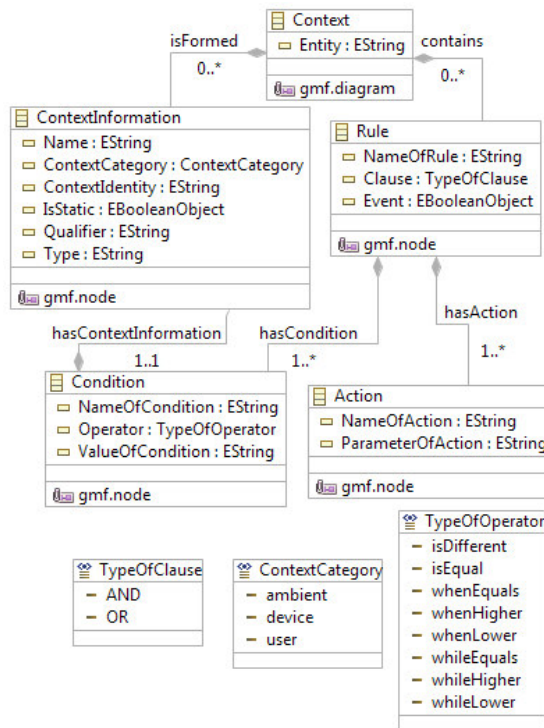 Context
Entity : EString
gmf.diagram
isFormed
0..*
contains
0..*
ContextInformation
Name : EString
ContextCategory : ContextCategory
ContextIdentity : EString
IsStatic : EBooleanObject
Qualifier : EString
Type : EString
gmf.node
Rule
NameOfRule : EString
Clause : TypeOfClause
Event : EBooleanObject
hasContextInformation
1..1
hasCondition
1..*
hasAction
1..*
Condition
NameOfCondition : EString
Operator : TypeOfOperator
ValueOfCondition : EString
gmf.node
Action
NameOfAction : EString
ParameterOfAction : EString
gmf.node
TypeOfClause
AND
OR
ContextCategory
ambient
device
user
TypeOfOperator
isDifferent
isEqual
whenEquals
whenHigher
whenLower
whileEquals
whileHigher
whileLower